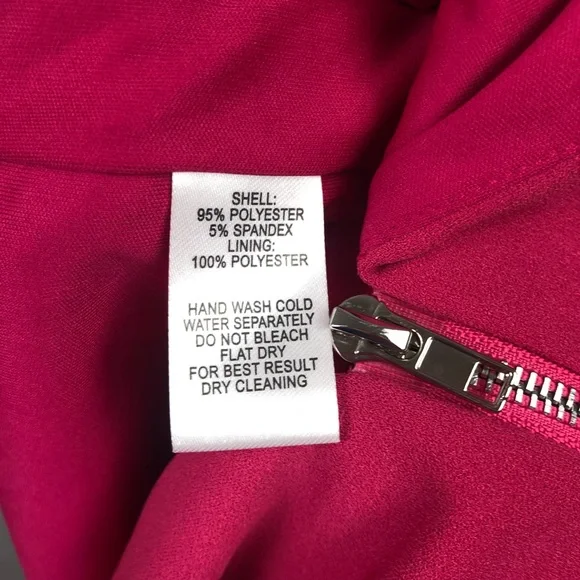 SHELL:
95% POLYESTER
5% SPANDEX
LINING:
100% POLYESTER
HAND WASH COLD
WATER SEPARATELY
DO NOT BLEACH
FLAT DRY
FOR BEST RESULT
DRY CLEANING